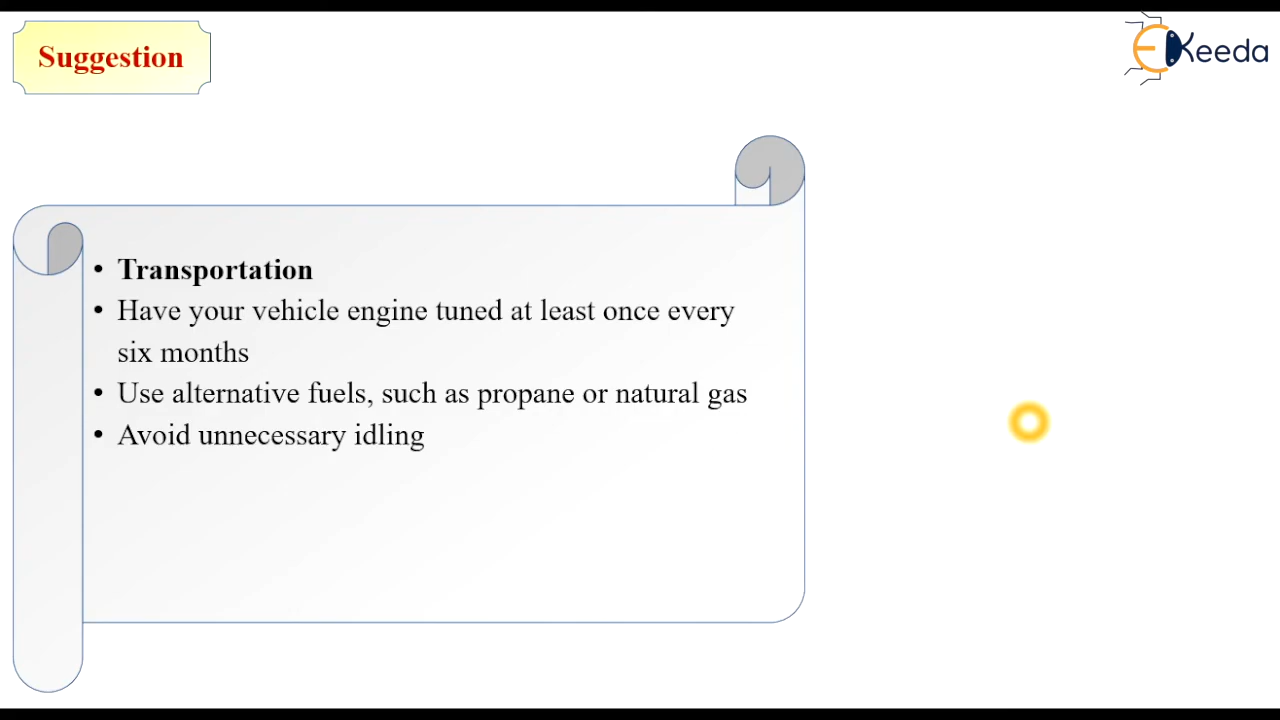 Suggestion
EKeeda
• Transportation
• Have your vehicle engine tuned at least once every
six months
• Use alternative fuels, such as propane or natural gas
• Avoid unnecessary idling